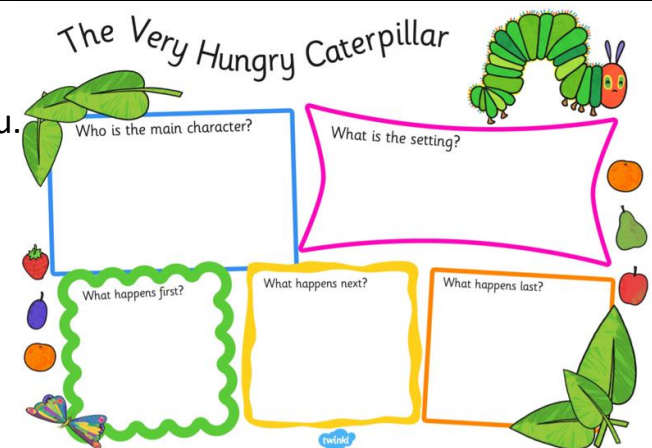 The Very Hungry Caterpillar
u.
Who is the main character?
What is the setting?
What happens first?
What happens next?
What happens last?
twinkl